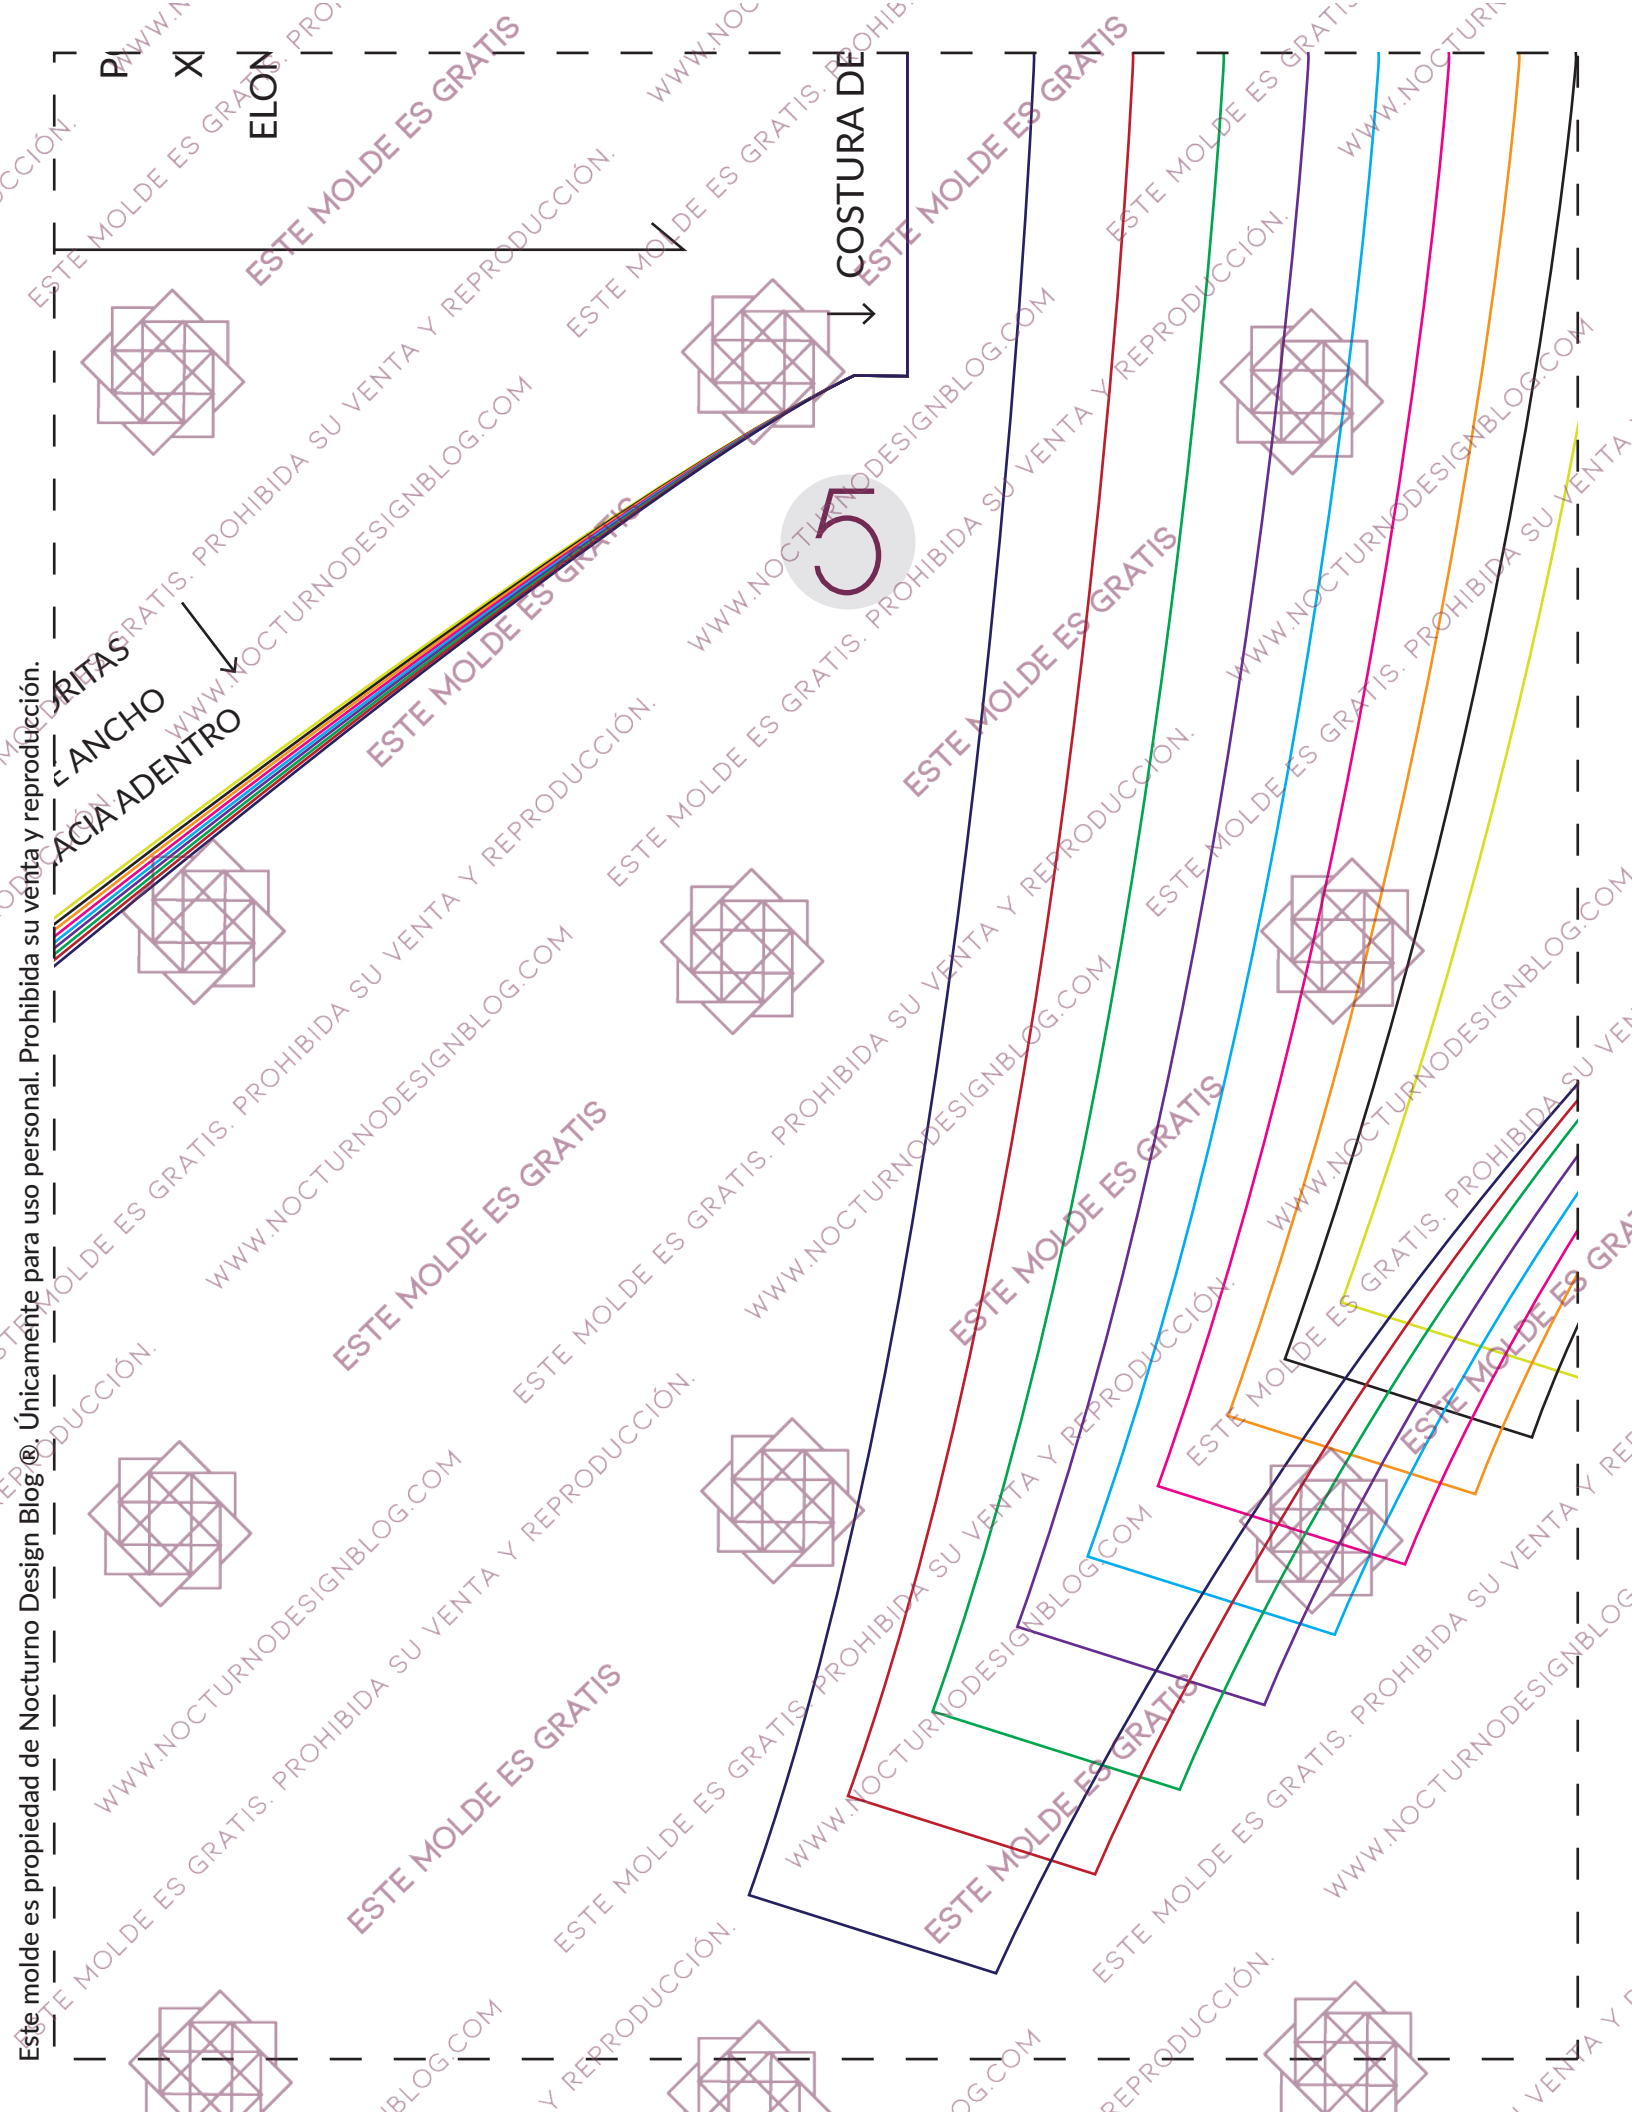 P
X
ELON
COSTURA DE
5
ORITAS
E ANCHO
ACIA ADENTRO
Este molde es propiedad de Nocturno Design Blog ®. Únicamente para uso personal. Prohibida su venta y reproducción.
ESTE MOLDE ES GRATIS
ESTE MOLDE ES GRATIS. PROHIBIDA SU VENTA Y REPRODUCCIÓN.
WWW.NOCTURNODESIGNBLOG.COM